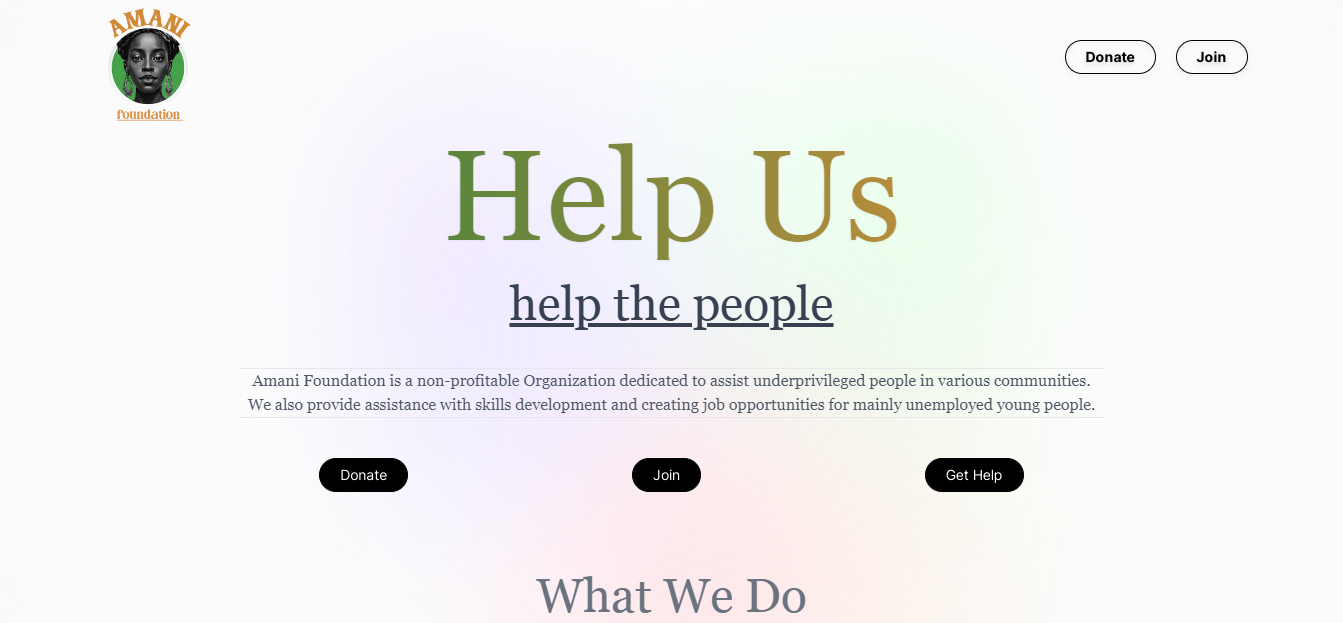 AMANI
foundation
Donate
Join
Help Us
help the people
Amani Foundation is a non-profitable Organization dedicated to assist underprivileged people in various communities.
We also provide assistance with skills development and creating job opportunities for mainly unemployed young people.
Donate
Join
Get Help
What We Do